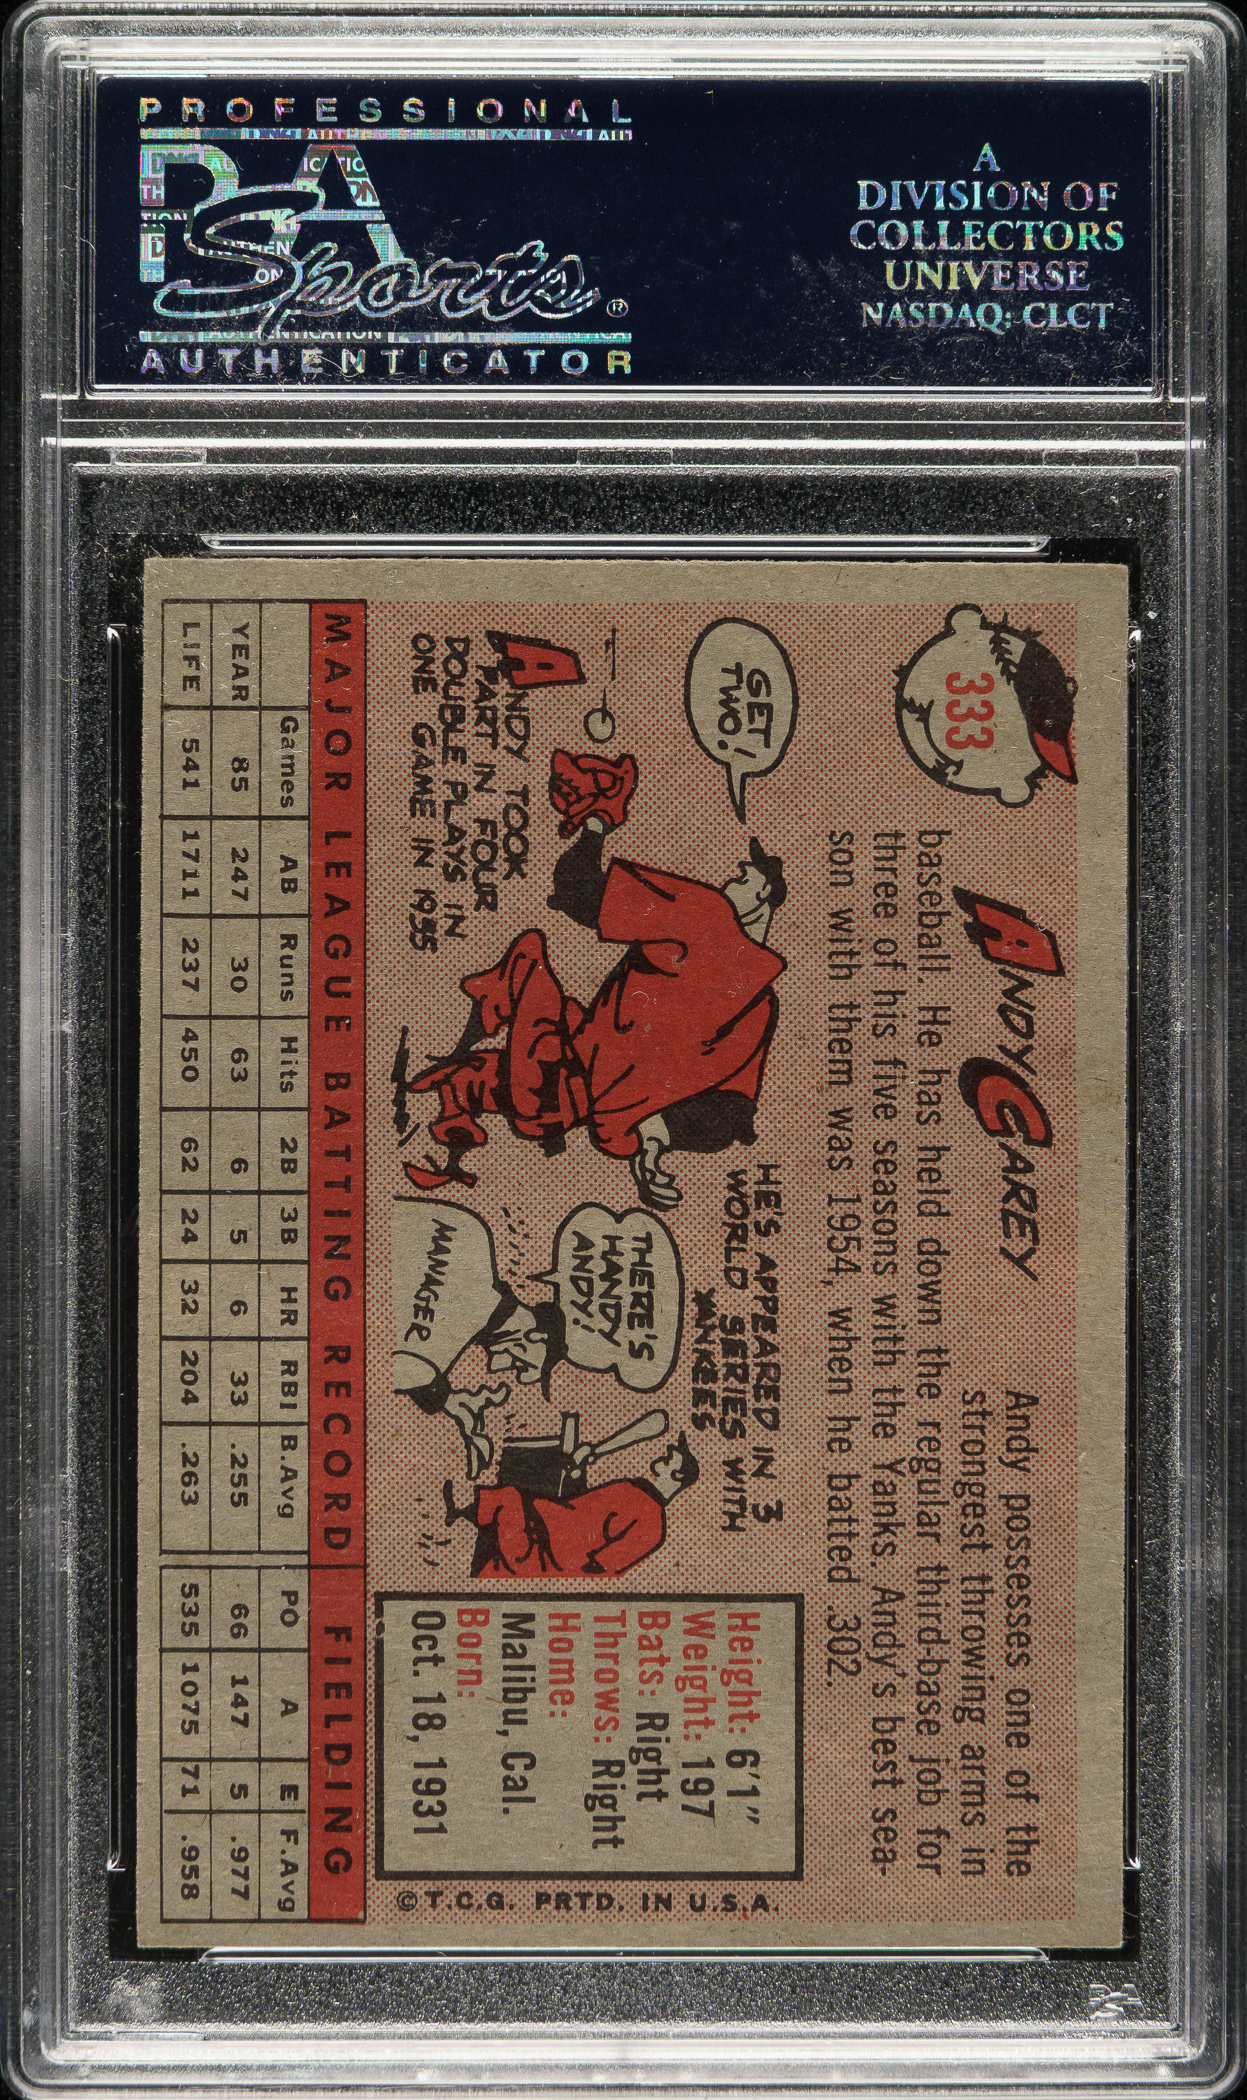 PROFESSIONAL
PSA
Sports®
AUTHENTICATOR
A
DIVISION OF
COLLECTORS
UNIVERSE
NASDAQ: CLCT
333
ANDY CAREY
Andy possesses one of the
strongest throwing arms in
baseball. He has held down the regular third-base job for
three of his five seasons with the Yanks. Andy's best sea-
son with them was 1954, when he batted .302.
GET
TWO!
ANDY TOOK
PART IN FOUR
DOUBLE PLAYS IN
ONE GAME IN 1955
HE'S APPEARED IN 3
WORLD SERIES WITH
YANKEES
THERE'S
HANDY
ANDY!
MANAGER
Height: 6'1"
Weight: 197
Bats: Right
Throws: Right
Home:
Malibu, Cal.
Born:
Oct. 18, 1931
© T.C.G. PRTD. IN U.S.A.
MAJOR LEAGUE BATTING RECORD FIELDING
Games AB Runs Hits 2B 3B HR RBI B.Avg PO A E F.Avg
YEAR 85 247 30 63 6 5 6 33 .255 66 147 5 .977
LIFE 541 1711 237 450 62 24 32 204 .263 535 1075 71 .958